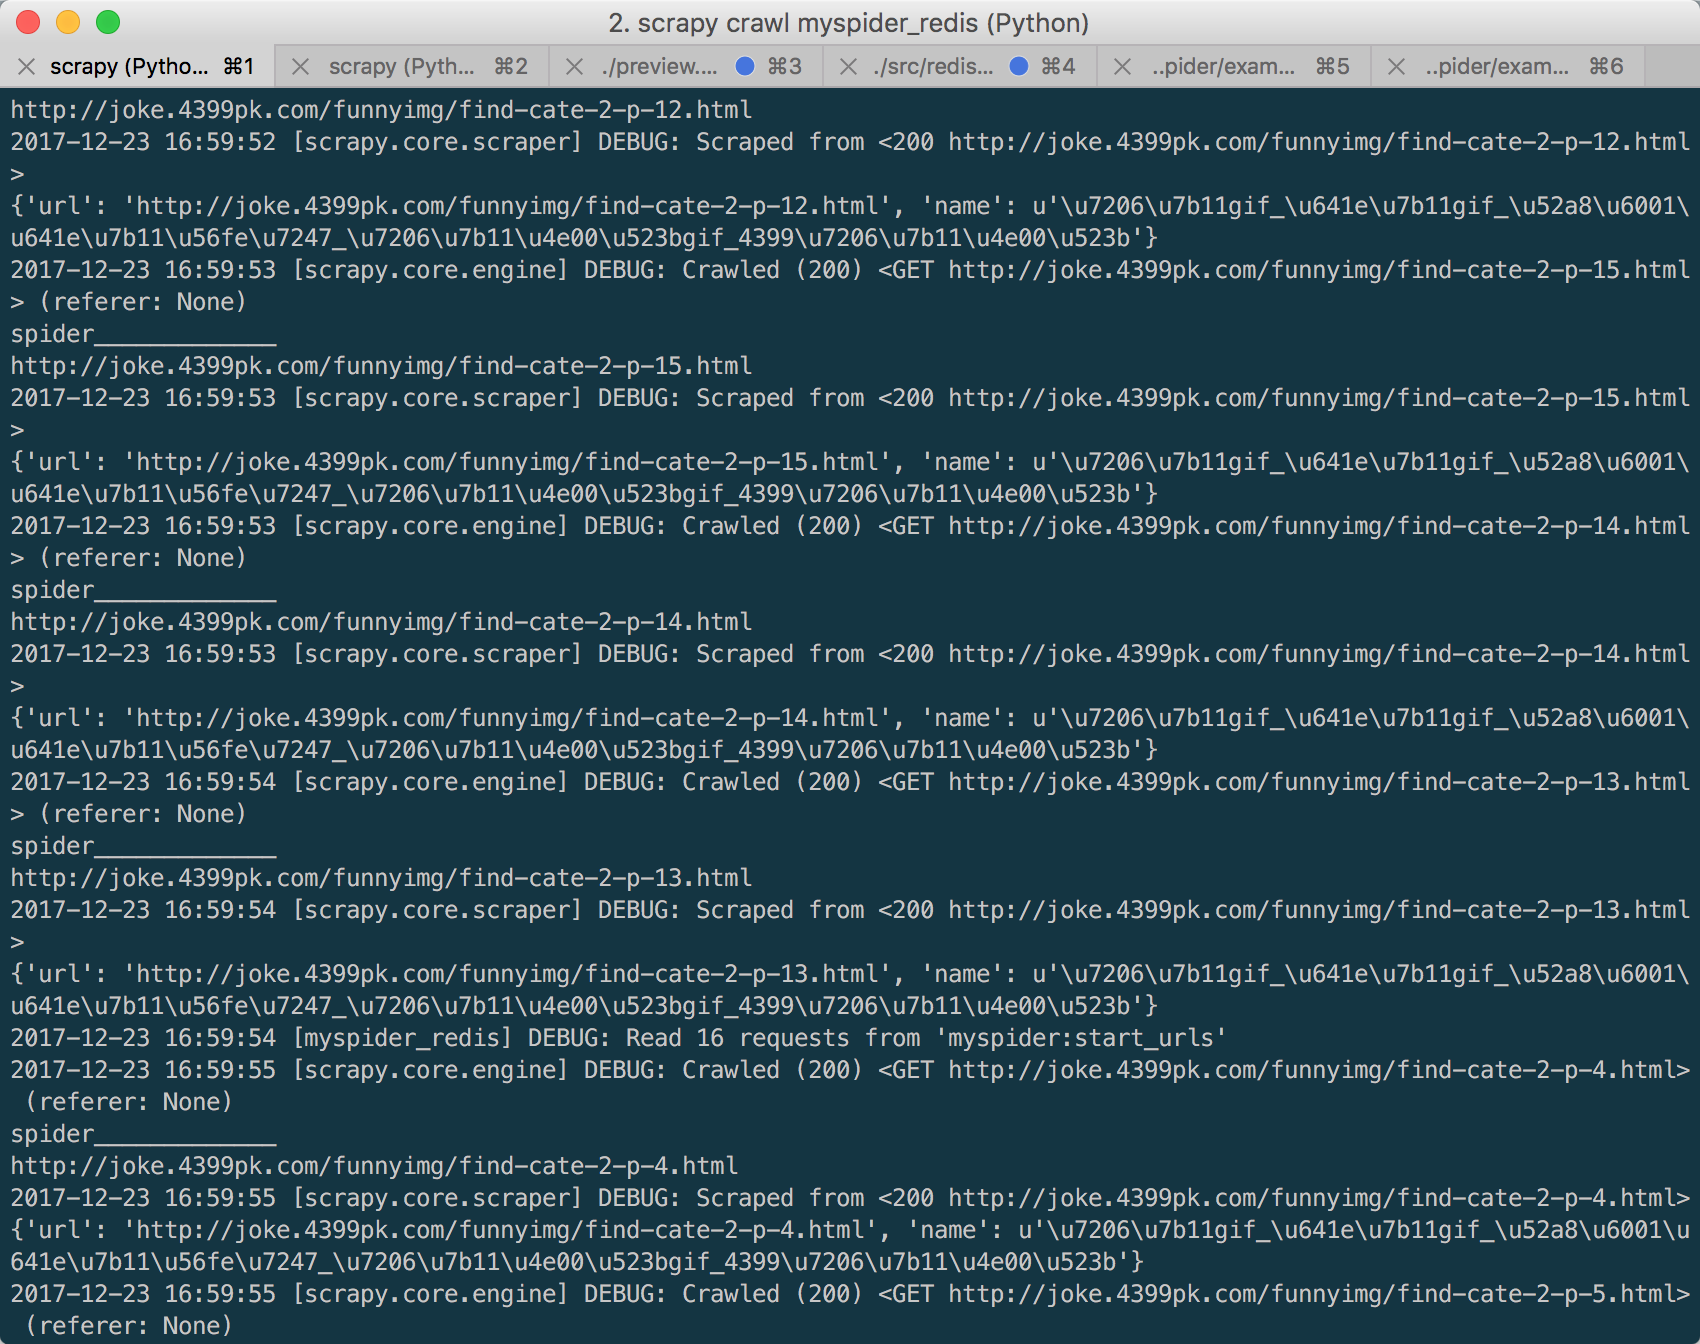 2. scrapy crawl myspider_redis (Python)
scrapy (Pytho... ⌘1 scrapy (Pyth... ⌘2 ./preview.... ⌘3 ./src/redis... ⌘4 ..pider/exam... ⌘5 ..pider/exam... ⌘6
http://joke.4399pk.com/funnyimg/find-cate-2-p-12.html
2017-12-23 16:59:52 [scrapy.core.scraper] DEBUG: Scraped from <200 http://joke.4399pk.com/funnyimg/find-cate-2-p-12.html
>
{'url': 'http://joke.4399pk.com/funnyimg/find-cate-2-p-12.html', 'name': u'\u7206\u7b11gif_\u641e\u7b11gif_\u52a8\u6001\
u641e\u7b11\u56fe\u7247_\u7206\u7b11\u4e00\u523bgif_4399\u7206\u7b11\u4e00\u523b'}
2017-12-23 16:59:53 [scrapy.core.engine] DEBUG: Crawled (200) <GET http://joke.4399pk.com/funnyimg/find-cate-2-p-15.html
> (referer: None)
spider_____________
http://joke.4399pk.com/funnyimg/find-cate-2-p-15.html
2017-12-23 16:59:53 [scrapy.core.scraper] DEBUG: Scraped from <200 http://joke.4399pk.com/funnyimg/find-cate-2-p-15.html
>
{'url': 'http://joke.4399pk.com/funnyimg/find-cate-2-p-15.html', 'name': u'\u7206\u7b11gif_\u641e\u7b11gif_\u52a8\u6001\
u641e\u7b11\u56fe\u7247_\u7206\u7b11\u4e00\u523bgif_4399\u7206\u7b11\u4e00\u523b'}
2017-12-23 16:59:53 [scrapy.core.engine] DEBUG: Crawled (200) <GET http://joke.4399pk.com/funnyimg/find-cate-2-p-14.html
> (referer: None)
spider_____________
http://joke.4399pk.com/funnyimg/find-cate-2-p-14.html
2017-12-23 16:59:53 [scrapy.core.scraper] DEBUG: Scraped from <200 http://joke.4399pk.com/funnyimg/find-cate-2-p-14.html
>
{'url': 'http://joke.4399pk.com/funnyimg/find-cate-2-p-14.html', 'name': u'\u7206\u7b11gif_\u641e\u7b11gif_\u52a8\u6001\
u641e\u7b11\u56fe\u7247_\u7206\u7b11\u4e00\u523bgif_4399\u7206\u7b11\u4e00\u523b'}
2017-12-23 16:59:54 [scrapy.core.engine] DEBUG: Crawled (200) <GET http://joke.4399pk.com/funnyimg/find-cate-2-p-13.html
> (referer: None)
spider_____________
http://joke.4399pk.com/funnyimg/find-cate-2-p-13.html
2017-12-23 16:59:54 [scrapy.core.scraper] DEBUG: Scraped from <200 http://joke.4399pk.com/funnyimg/find-cate-2-p-13.html
>
{'url': 'http://joke.4399pk.com/funnyimg/find-cate-2-p-13.html', 'name': u'\u7206\u7b11gif_\u641e\u7b11gif_\u52a8\u6001\
u641e\u7b11\u56fe\u7247_\u7206\u7b11\u4e00\u523bgif_4399\u7206\u7b11\u4e00\u523b'}
2017-12-23 16:59:54 [myspider_redis] DEBUG: Read 16 requests from 'myspider:start_urls'
2017-12-23 16:59:55 [scrapy.core.engine] DEBUG: Crawled (200) <GET http://joke.4399pk.com/funnyimg/find-cate-2-p-4.html>
(referer: None)
spider_____________
http://joke.4399pk.com/funnyimg/find-cate-2-p-4.html
2017-12-23 16:59:55 [scrapy.core.scraper] DEBUG: Scraped from <200 http://joke.4399pk.com/funnyimg/find-cate-2-p-4.html>
{'url': 'http://joke.4399pk.com/funnyimg/find-cate-2-p-4.html', 'name': u'\u7206\u7b11gif_\u641e\u7b11gif_\u52a8\u6001\u
641e\u7b11\u56fe\u7247_\u7206\u7b11\u4e00\u523bgif_4399\u7206\u7b11\u4e00\u523b'}
2017-12-23 16:59:55 [scrapy.core.engine] DEBUG: Crawled (200) <GET http://joke.4399pk.com/funnyimg/find-cate-2-p-5.html>
(referer: None)